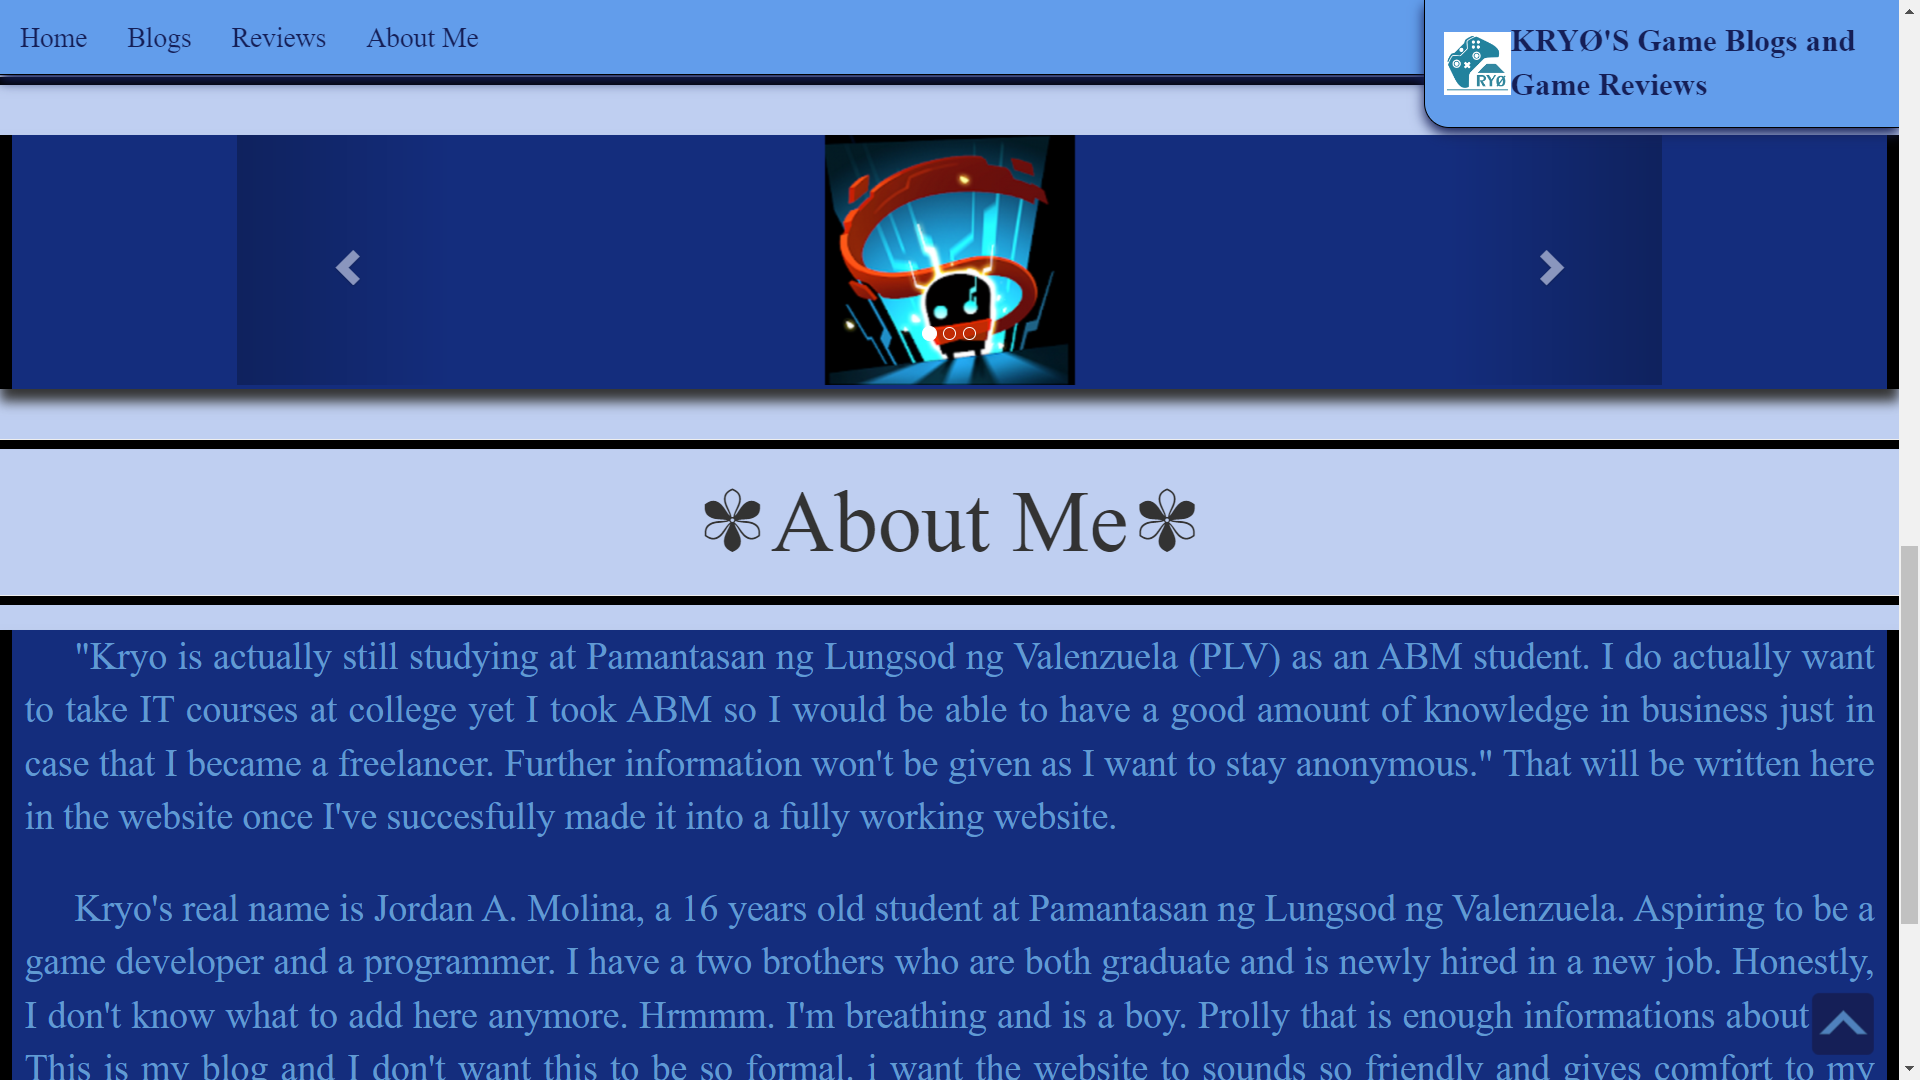 Home Blogs Reviews About Me
RYØ
KRYØ'S Game Blogs and
Game Reviews
About Me
"Kryo is actually still studying at Pamantasan ng Lungsod ng Valenzuela (PLV) as an ABM student. I do actually want
to take IT courses at college yet I took ABM so I would be able to have a good amount of knowledge in business just in
case that I became a freelancer. Further information won't be given as I want to stay anonymous." That will be written here
in the website once I've succesfully made it into a fully working website.
Kryo's real name is Jordan A. Molina, a 16 years old student at Pamantasan ng Lungsod ng Valenzuela. Aspiring to be a
game developer and a programmer. I have a two brothers who are both graduate and is newly hired in a new job. Honestly,
I don't know what to add here anymore. Hrmmm. I'm breathing and is a boy. Prolly that is enough informations about
This is my blog and I don't want this to be so formal, i want the website to sounds so friendly and gives comfort to my